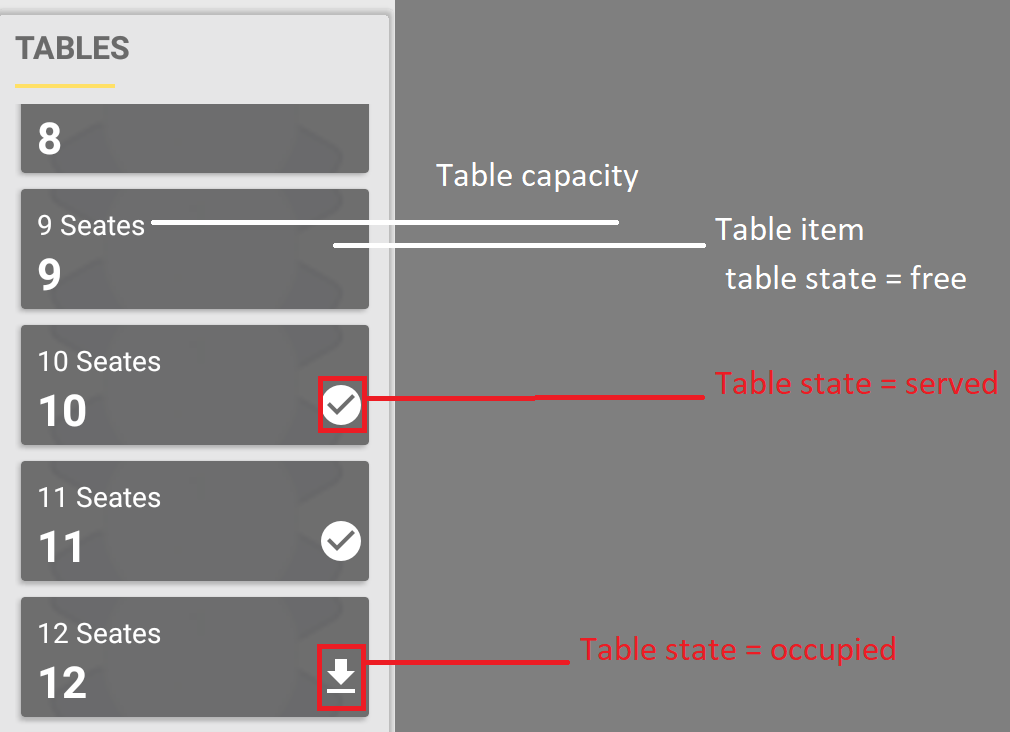 TABLES
8
Table capacity
9 Seates
Table item
9
table state = free
10 Seates
Table state = served
10
11 Seates
11
12 Seates
Table state = occupied
12